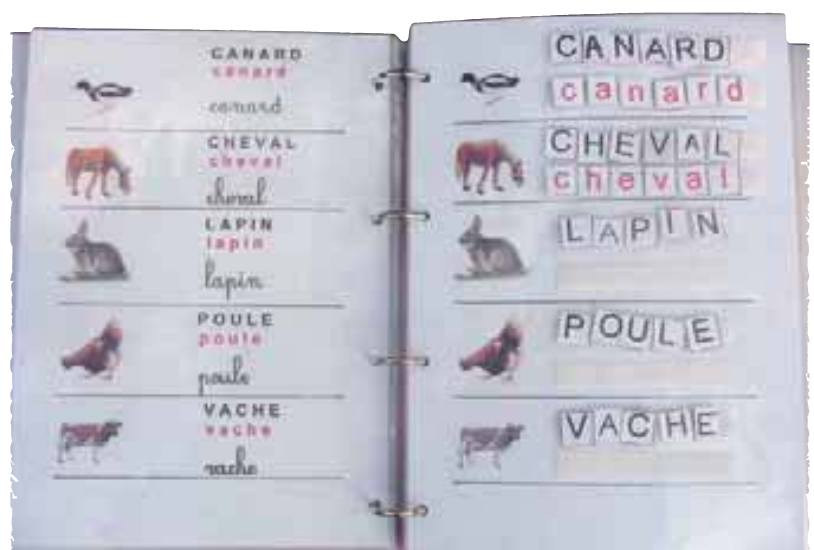 CANARD
canard
canard
CHEVAL
cheval
cheval
LAPIN
lapin
lapin
POULE
poule
poule
VACHE
vache
vache
CANARD
canard
CHEVAL
cheval
LAPIN
POULE
VACHE